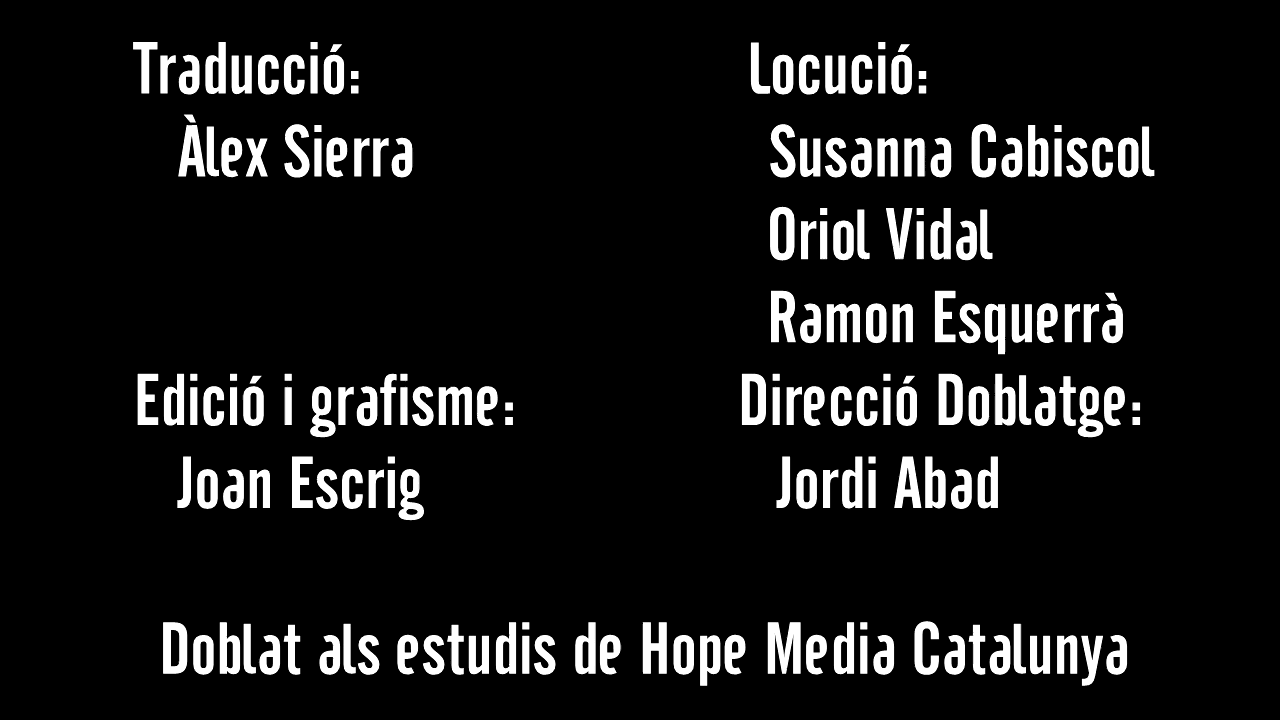 Traducció:
Àlex Sierra
Locució:
Susanna Cabiscol
Oriol Vidal
Ramon Esquerrà
Edició i grafisme:
Joan Escrig
Direcció Doblatge:
Jordi Abad
Doblat als estudis de Hope Media Catalunya